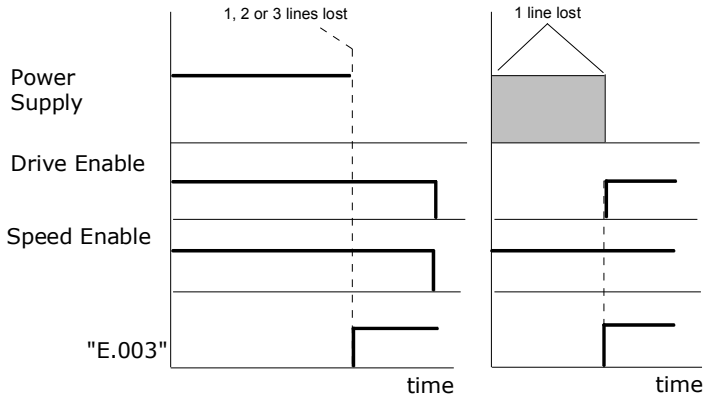 1, 2 or 3 lines lost
1 line lost
Power
Supply
Drive Enable
Speed Enable
"E.003"
time
time